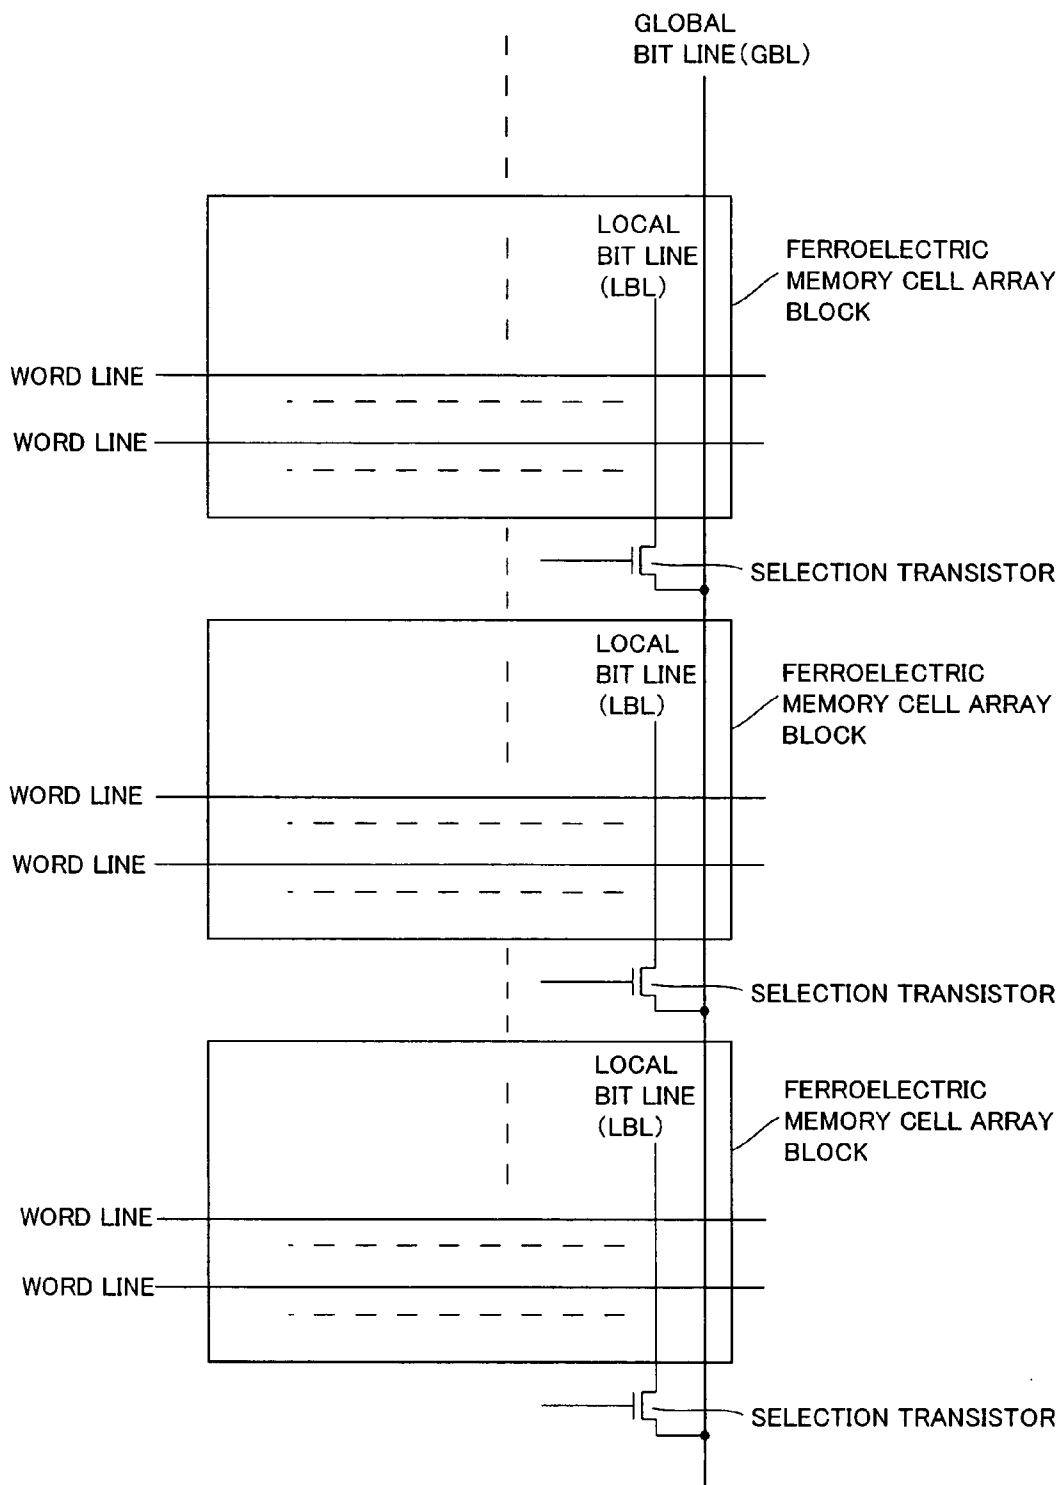 GLOBAL
BIT LINE(GBL)
LOCAL
BIT LINE
(LBL)
FERROELECTRIC
MEMORY CELL ARRAY
BLOCK
WORD LINE
WORD LINE
SELECTION TRANSISTOR
LOCAL
BIT LINE
(LBL)
FERROELECTRIC
MEMORY CELL ARRAY
BLOCK
WORD LINE
WORD LINE
SELECTION TRANSISTOR
LOCAL
BIT LINE
(LBL)
FERROELECTRIC
MEMORY CELL ARRAY
BLOCK
WORD LINE
WORD LINE
SELECTION TRANSISTOR